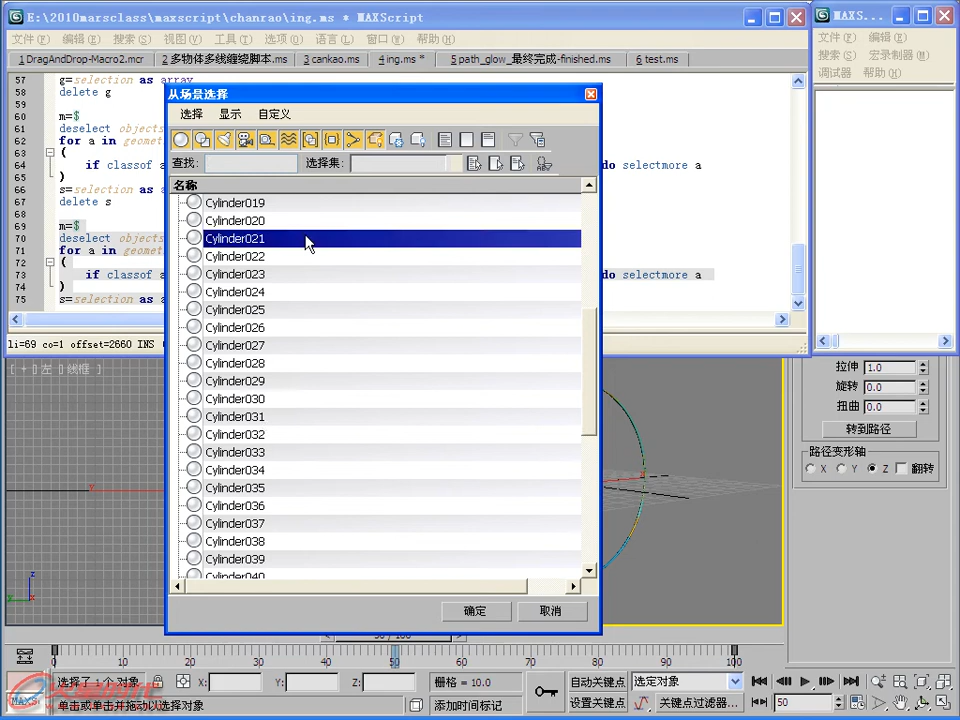 E:\2010marsclass\maxscript\chanrao\ing.ms * MAXScript
文件(F) 编辑(E) 搜索(S) 视图(V) 工具(T) 选项(O) 语言(L) 窗口(W) 帮助(H)
1 DragAndDrop-Macro2.mcr 2 多物体多线缠绕脚本.ms 3 cankao.ms 4 ing.ms * 5 path_glow_最终完成-finished.ms 6 test.ms
57 g=selection as array
58 delete g
59
60 m=$
61 deselect objects
62 for a in geomet
63 (
64 if classof a do selectmore a
65 )
66 s=selection as a
67 delete s
68
69 m=$
70 deselect objects
71 for a in geomet
72 (
73 if classof a do selectmore a
74 )
75 s=selection as a
li=69 co=1 offset=2660 INS
MAXS...
文件(F) 编辑(E)
搜索(S) 宏录制器(M)
调试器 帮助(H)
从场景选择
选择 显示 自定义
查找: 选择集:
名称
Cylinder019
Cylinder020
Cylinder021
Cylinder022
Cylinder023
Cylinder024
Cylinder025
Cylinder026
Cylinder027
Cylinder028
Cylinder029
Cylinder030
Cylinder031
Cylinder032
Cylinder033
Cylinder034
Cylinder035
Cylinder036
Cylinder037
Cylinder038
Cylinder039
Cylinder040
确定 取消
[ + ] 左 [ 线框 ]
拉伸 1.0
旋转 0.0
扭曲 0.0
转到路径
路径变形轴
X Y Z 翻转
50 / 100
0 10 20 30 40 50 60 70 80 90 100
选择了 1 个 对象 X: Y: Z: 栅格 = 10.0 自动关键点 选定对象
单击或单击并拖动以选择对象 添加时间标记 设置关键点 关键点过滤器... 50
火星时代